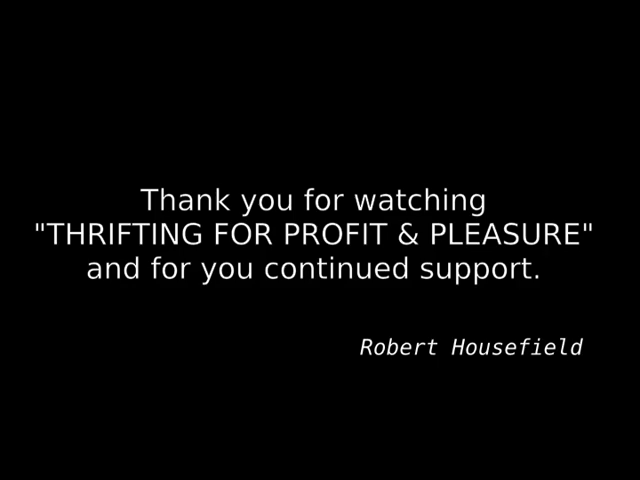 Thank you for watching
"THRIFTING FOR PROFIT & PLEASURE"
and for you continued support.
Robert Housefield